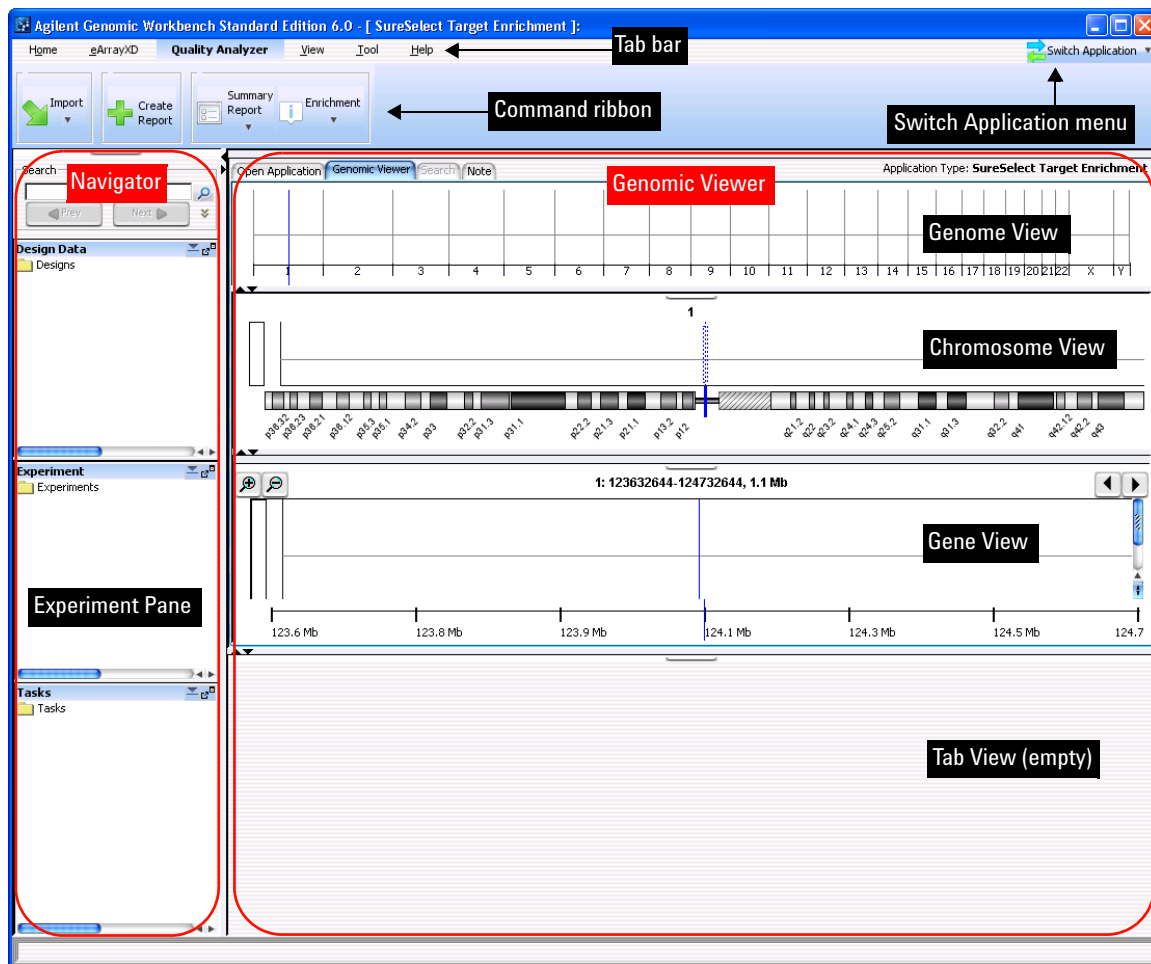 Agilent Genomic Workbench Standard Edition 6.0 - [ SureSelect Target Enrichment ]:
Home eArrayXD Quality Analyzer View Tool Help
Tab bar
Switch Application
Import
Create Report
Summary Report
Enrichment
Command ribbon
Switch Application menu
Search
Navigator
Prev Next
Design Data
Designs
Experiment
Experiments
Experiment Pane
Tasks
Tasks
Open Application Genomic Viewer Search Note
Application Type: SureSelect Target Enrichment
Genomic Viewer
Genome View
1 2 3 4 5 6 7 8 9 10 11 12 13 14 15 16 17 18 19 20 21 22 X Y
1
Chromosome View
p36.32 p36.23 p36.21 p36.12 p35.3 p35.1 p34.2 p33 p32.2 p31.3 p31.1 p22.2 p21.3 p21.1 p13.2 p12 q21.2 q22 q23.2 q24.1 q24.3 q25.2 q31.1 q31.3 q32.2 q41 q42.12 q42.2 q43
1: 123632644-124732644, 1.1 Mb
Gene View
123.6 Mb 123.8 Mb 123.9 Mb 124.1 Mb 124.3 Mb 124.5 Mb 124.7
Tab View (empty)